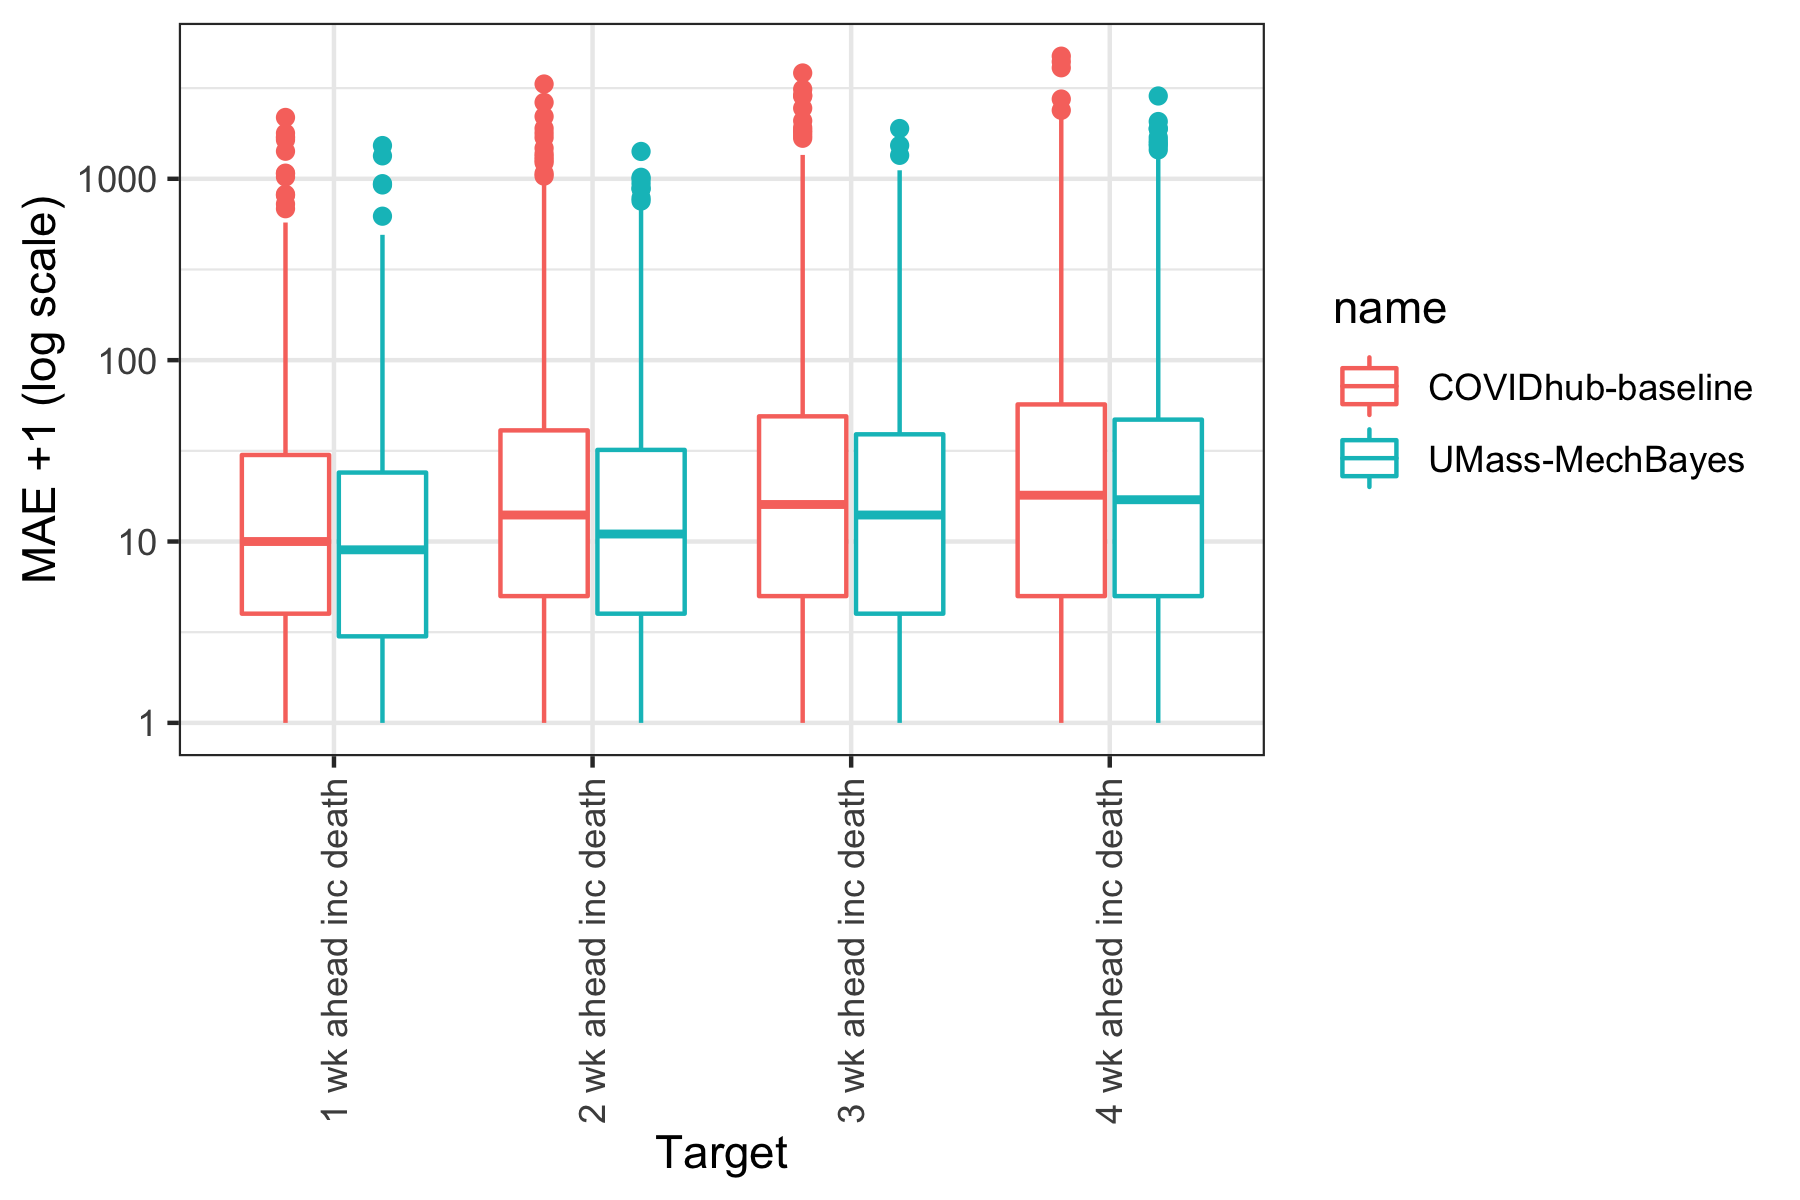 MAE +1 (log scale)
1000
100
10
1
1 wk ahead inc death
2 wk ahead inc death
3 wk ahead inc death
4 wk ahead inc death
Target
name
COVIDhub-baseline
UMass-MechBayes